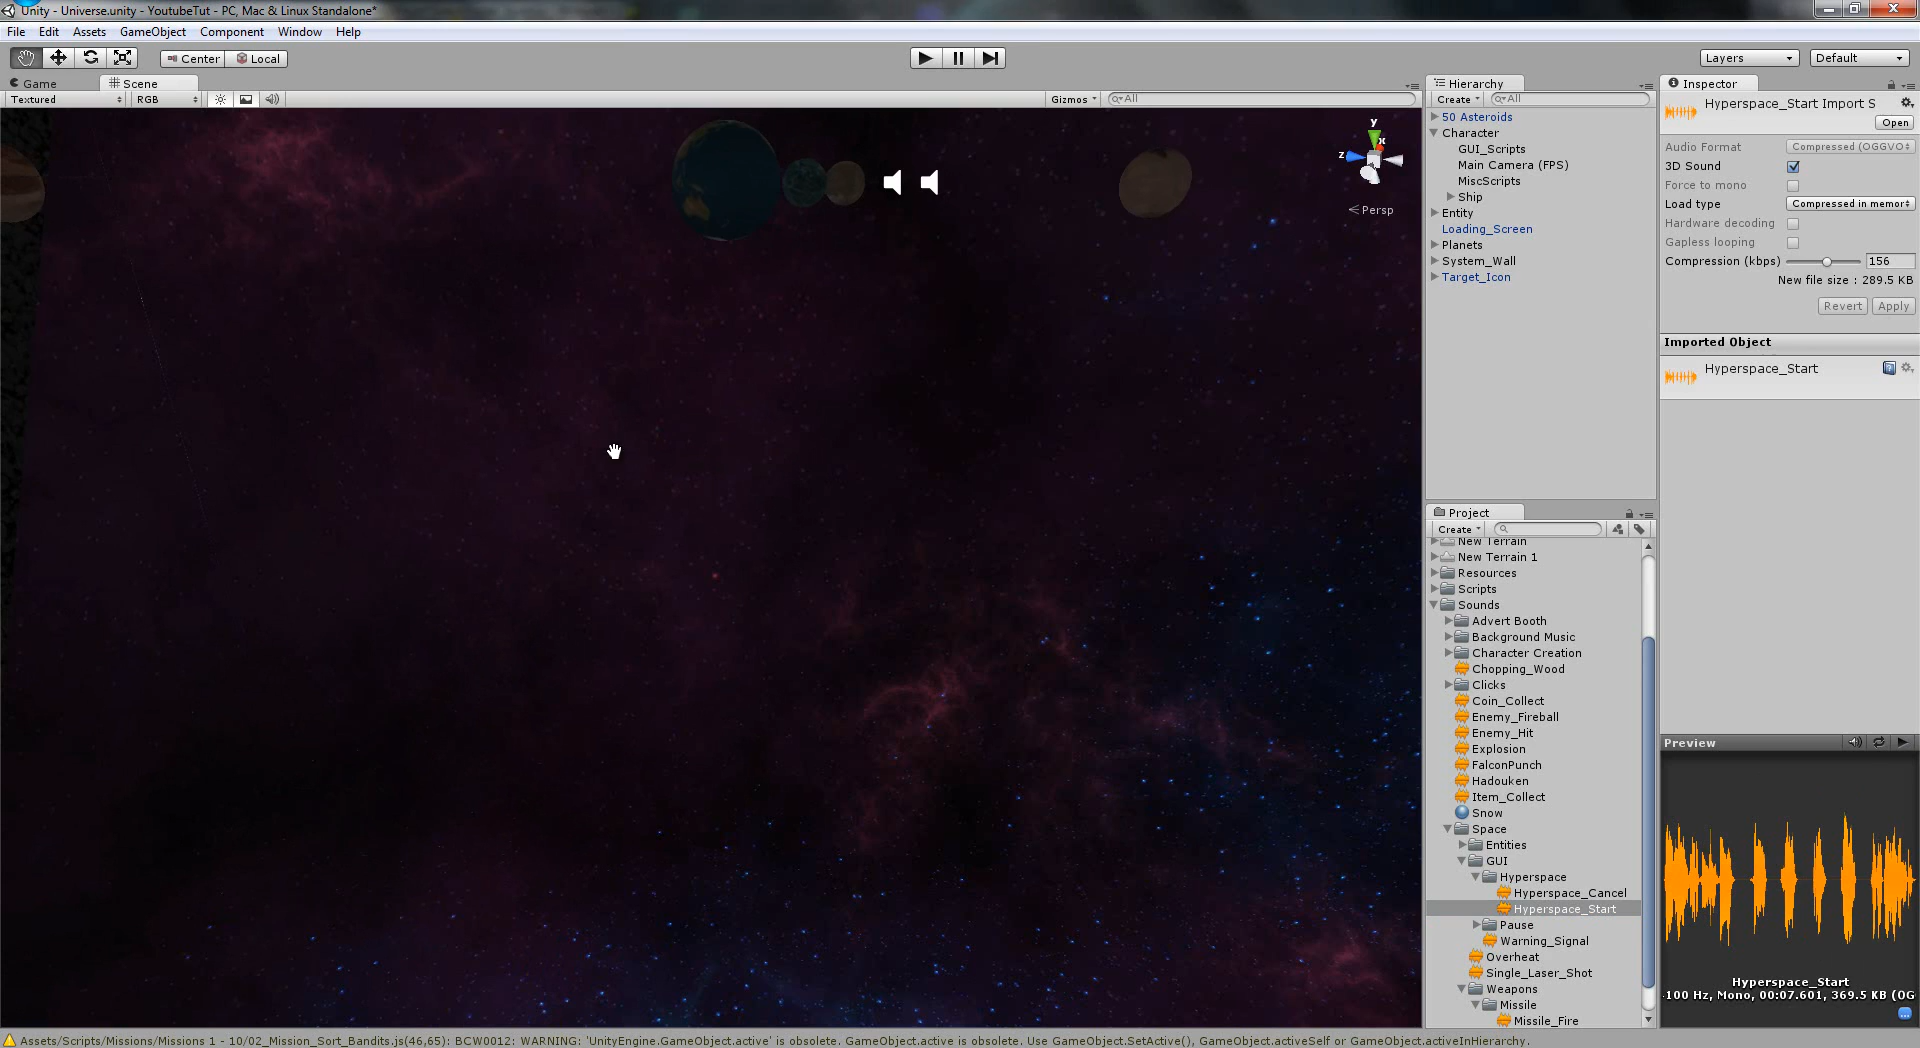 Unity - Universe.unity - YoutubeTut - PC, Mac & Linux Standalone*
File Edit Assets GameObject Component Window Help
Center Local Layers Default
Game Scene
Textured RGB Gizmos All
y
x
z
Persp
Hierarchy
Create All
50 Asteroids
Character
GUI_Scripts
Main Camera (FPS)
MiscScripts
Ship
Entity
Loading_Screen
Planets
System_Wall
Target_Icon
Project
Create
New Terrain
New Terrain 1
Resources
Scripts
Sounds
Advert Booth
Background Music
Character Creation
Chopping_Wood
Clicks
Coin_Collect
Enemy_Fireball
Enemy_Hit
Explosion
FalconPunch
Hadouken
Item_Collect
Snow
Space
Entities
GUI
Hyperspace
Hyperspace_Cancel
Hyperspace_Start
Pause
Warning_Signal
Overheat
Single_Laser_Shot
Weapons
Missile
Missile_Fire
Inspector
Hyperspace_Start Import S
Open
Audio Format Compressed (OGGVO
3D Sound
Force to mono
Load type Compressed in memor
Hardware decoding
Gapless looping
Compression (kbps) 156
New file size : 289.5 KB
Revert Apply
Imported Object
Hyperspace_Start
Preview
Hyperspace_Start
100 Hz, Mono, 00:07.601, 369.5 KB (OG
Assets/Scripts/Missions/Missions 1 - 10/02_Mission_Sort_Bandits.js(46,65): BCW0012: WARNING: 'UnityEngine.GameObject.active' is obsolete. GameObject.active is obsolete. Use GameObject.SetActive(), GameObject.activeSelf or GameObject.activeInHierarchy.